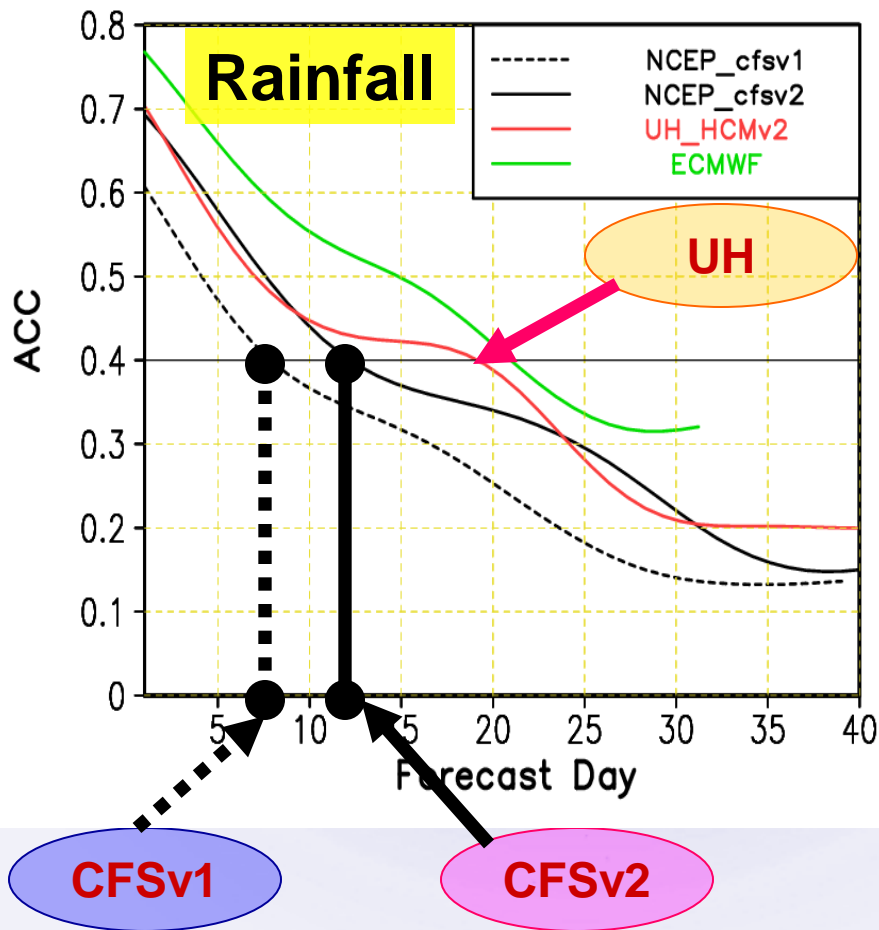 0.8
Rainfall
NCEP_cfsv1
NCEP_cfsv2
UH_HCMv2
ECMWF
0.7
0.6
UH
0.5
ACC
0.4
0.3
0.2
0.1
0
5 10 15 20 25 30 35 40
Forecast Day
CFSv1 CFSv2